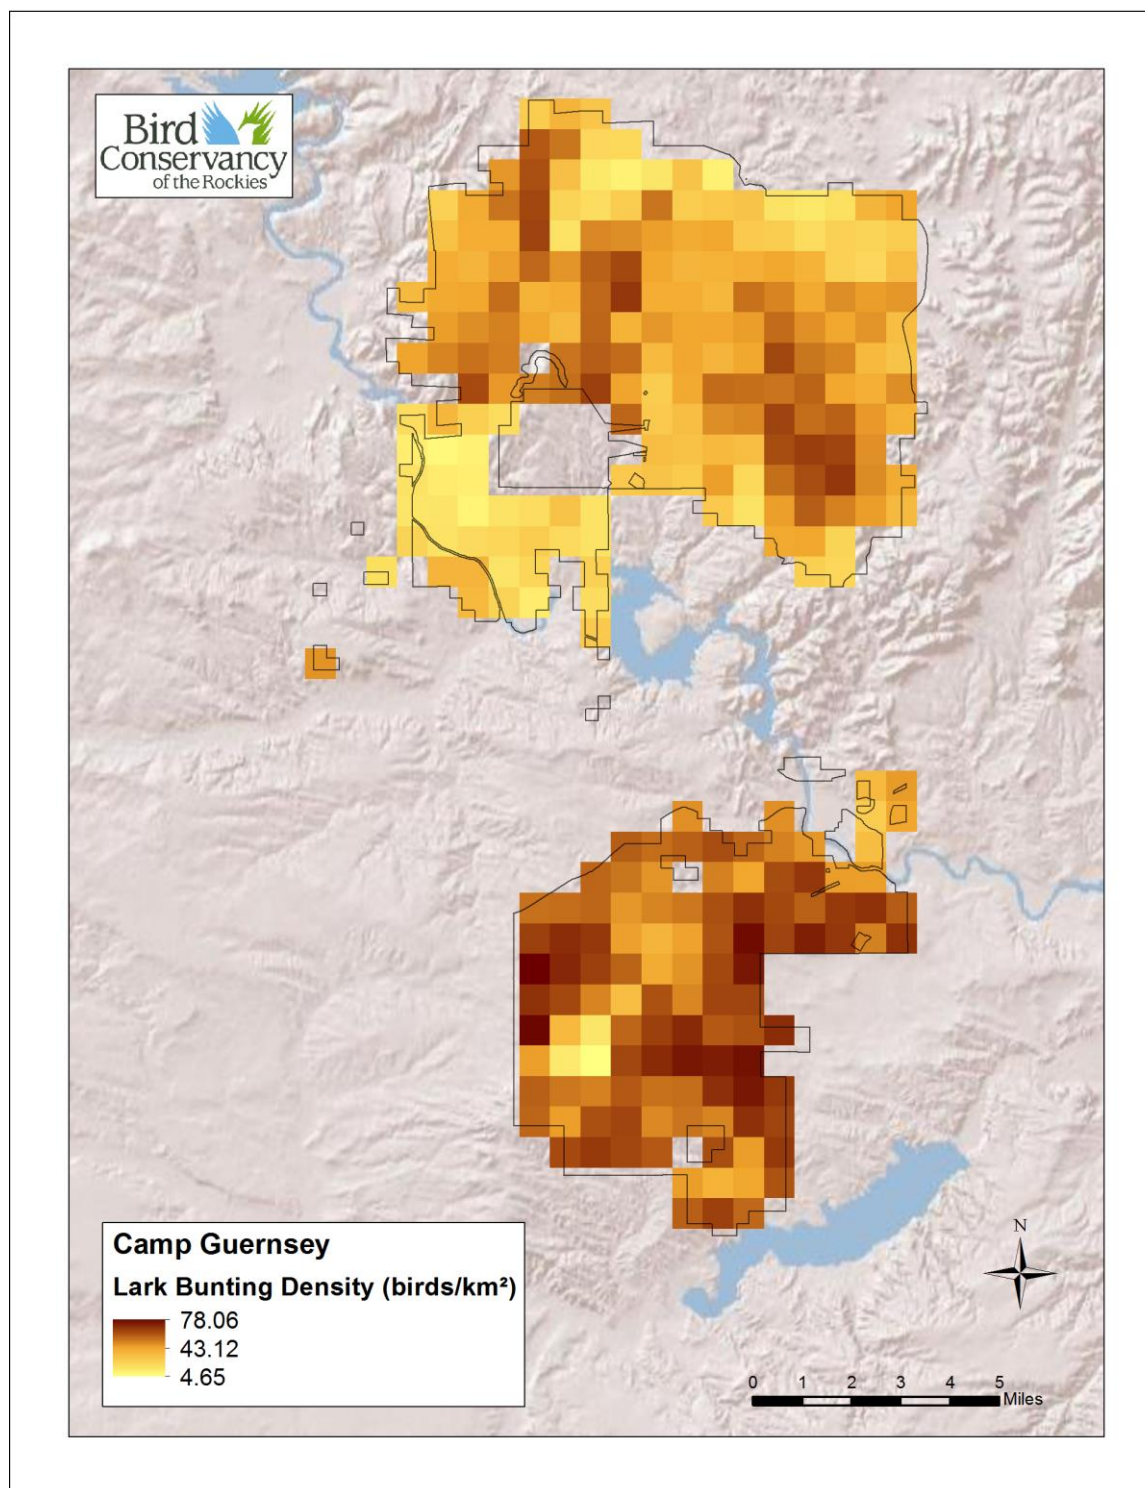 Bird
Conservancy
of the Rockies
Camp Guernsey
Lark Bunting Density (birds/km²)
78.06
43.12
4.65
N
0 1 2 3 4 5
Miles